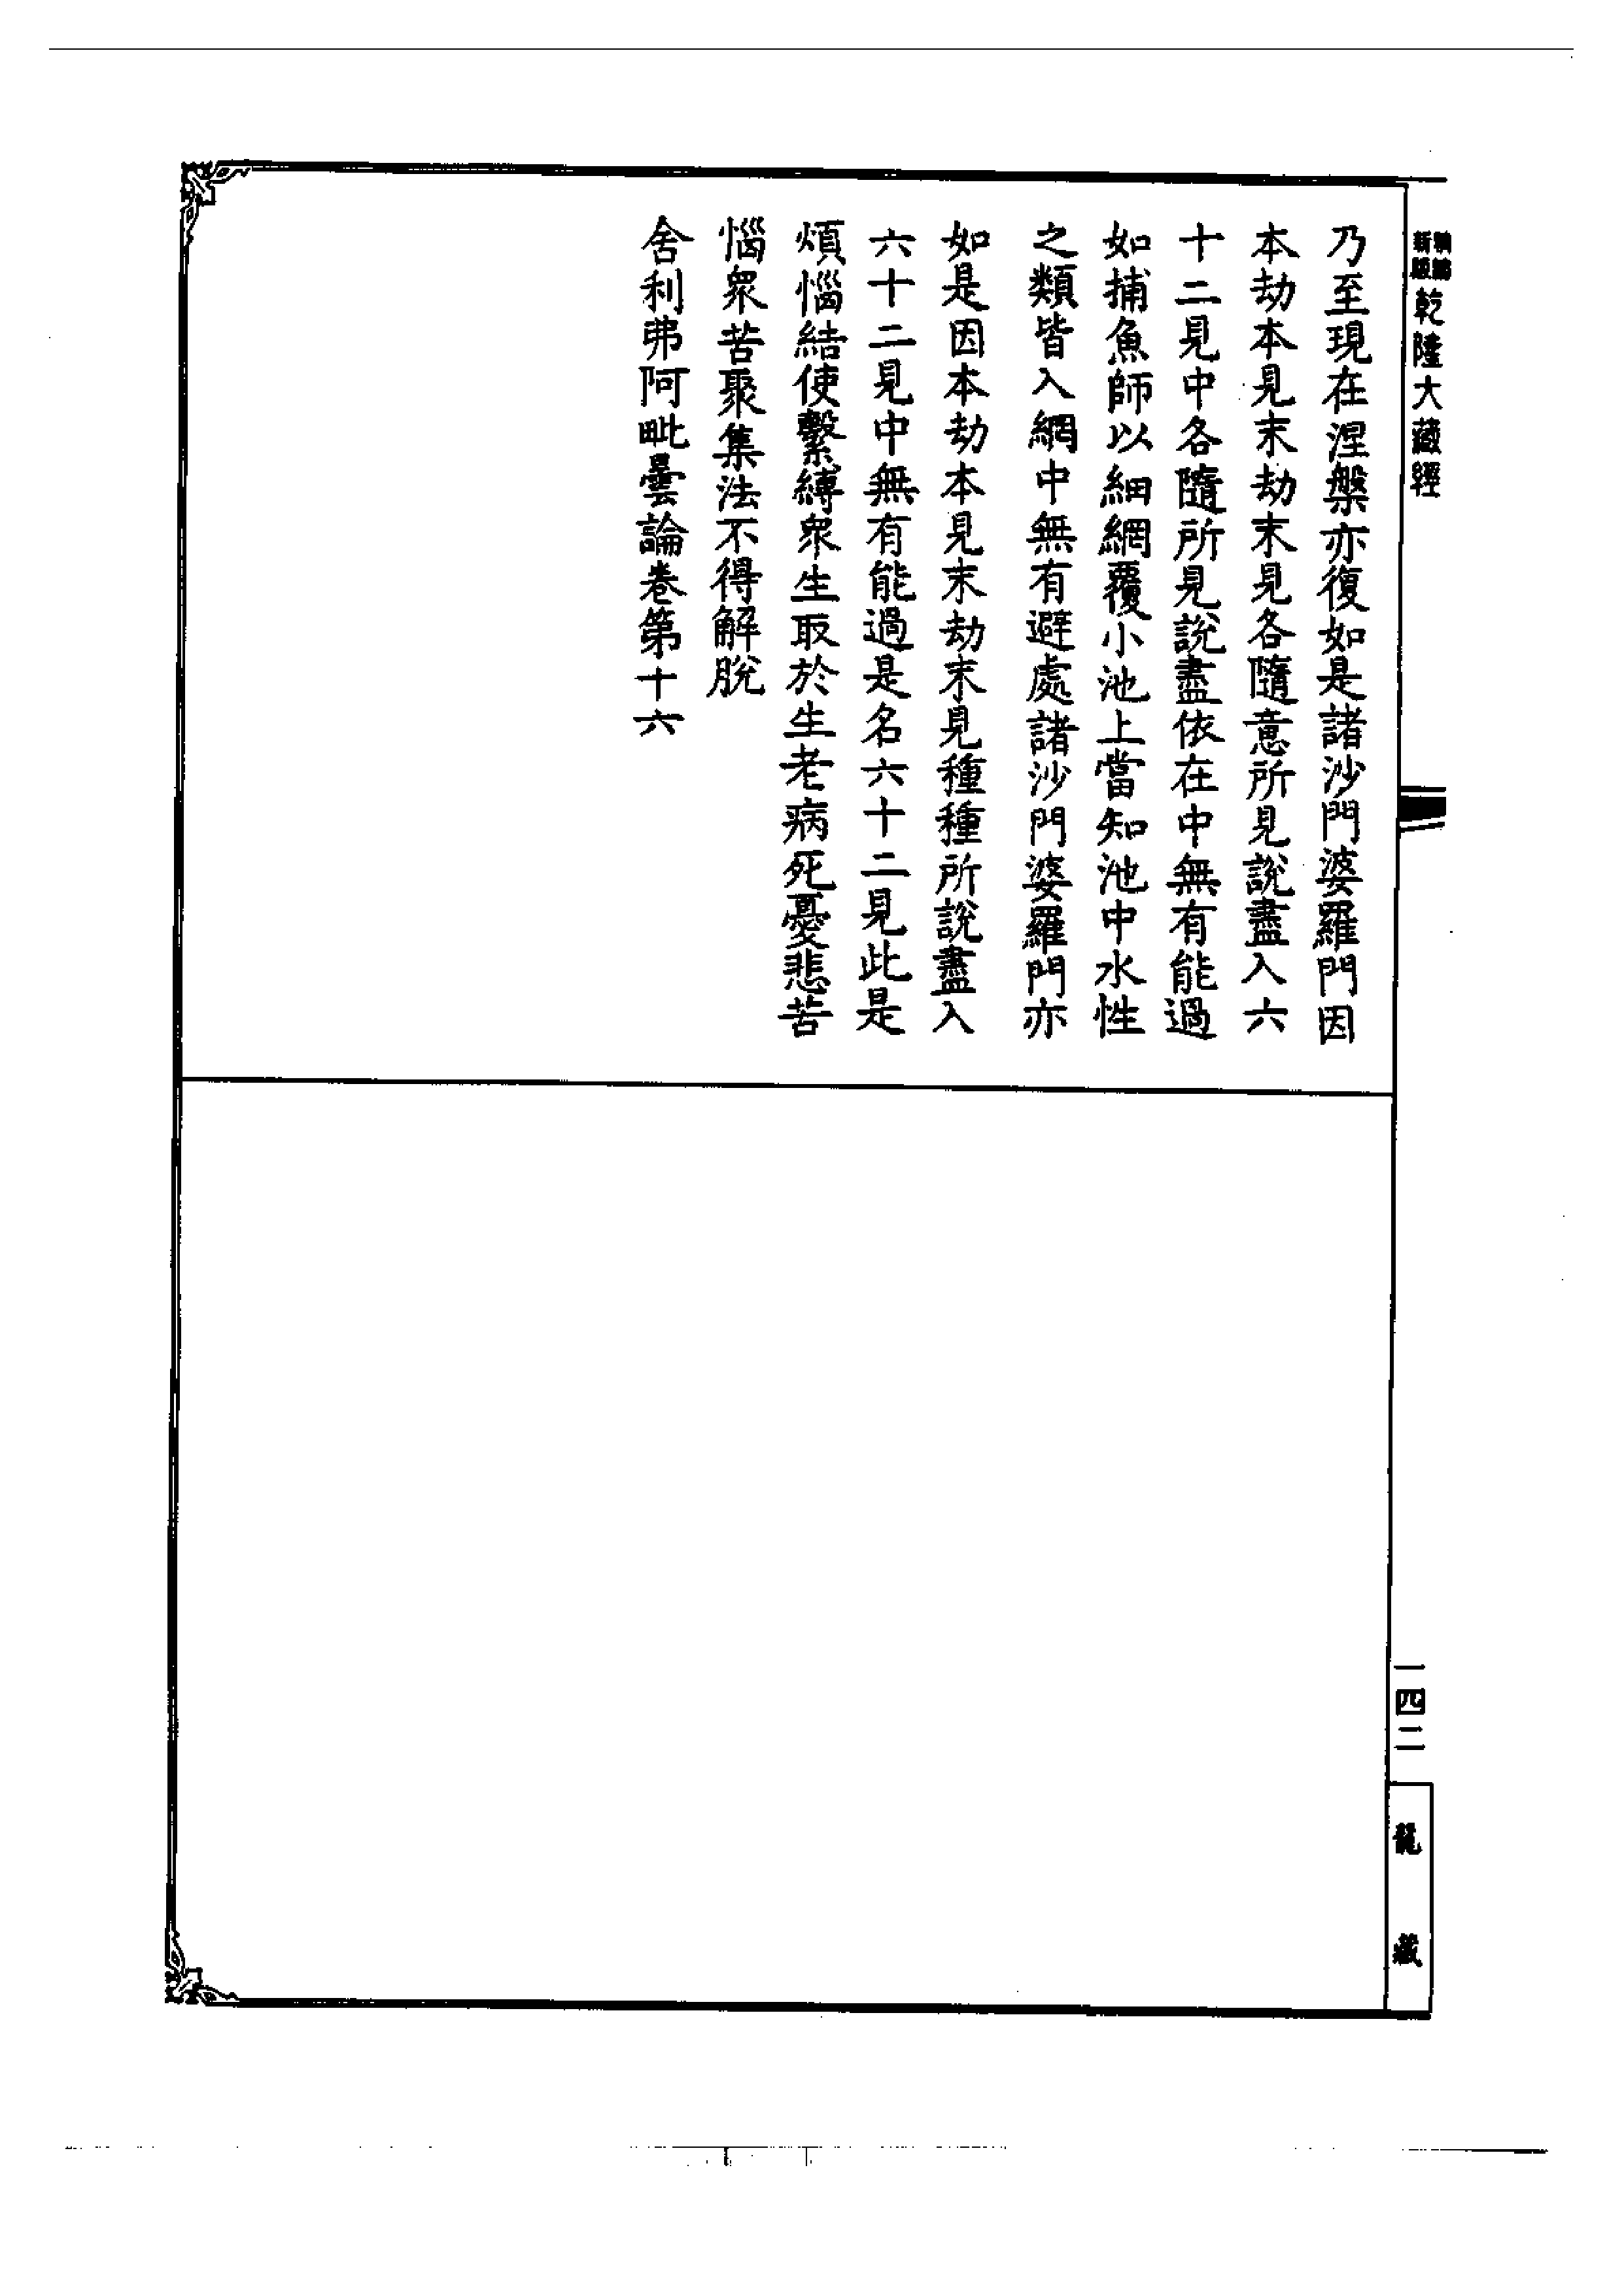 精編新版乾隆大藏經
乃至現在涅槃亦復如是諸沙門婆羅門因
本劫本見末劫末見各隨意所見說盡入六
十二見中各隨所見說盡依在中無有能過
如捕魚師以細網覆小池上當知池中水性
之類皆入網中無有避處諸沙門婆羅門亦
如是因本劫本見末劫末見種種所說盡入
六十二見中無有能過是名六十二見此是
煩惱結使繫縛眾生取於生老病死憂悲苦
惱眾苦聚集法不得解脫
舍利弗阿毗曇論卷第十六
一四二
龍藏